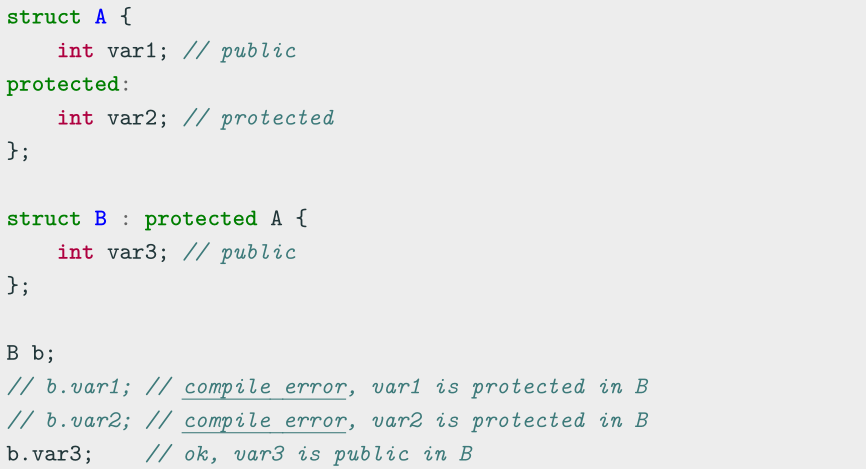 struct A {
    int var1; // public
protected:
    int var2; // protected
};

struct B : protected A {
    int var3; // public
};

B b;
// b.var1; // compile error, var1 is protected in B
// b.var2; // compile error, var2 is protected in B
b.var3;    // ok, var3 is public in B